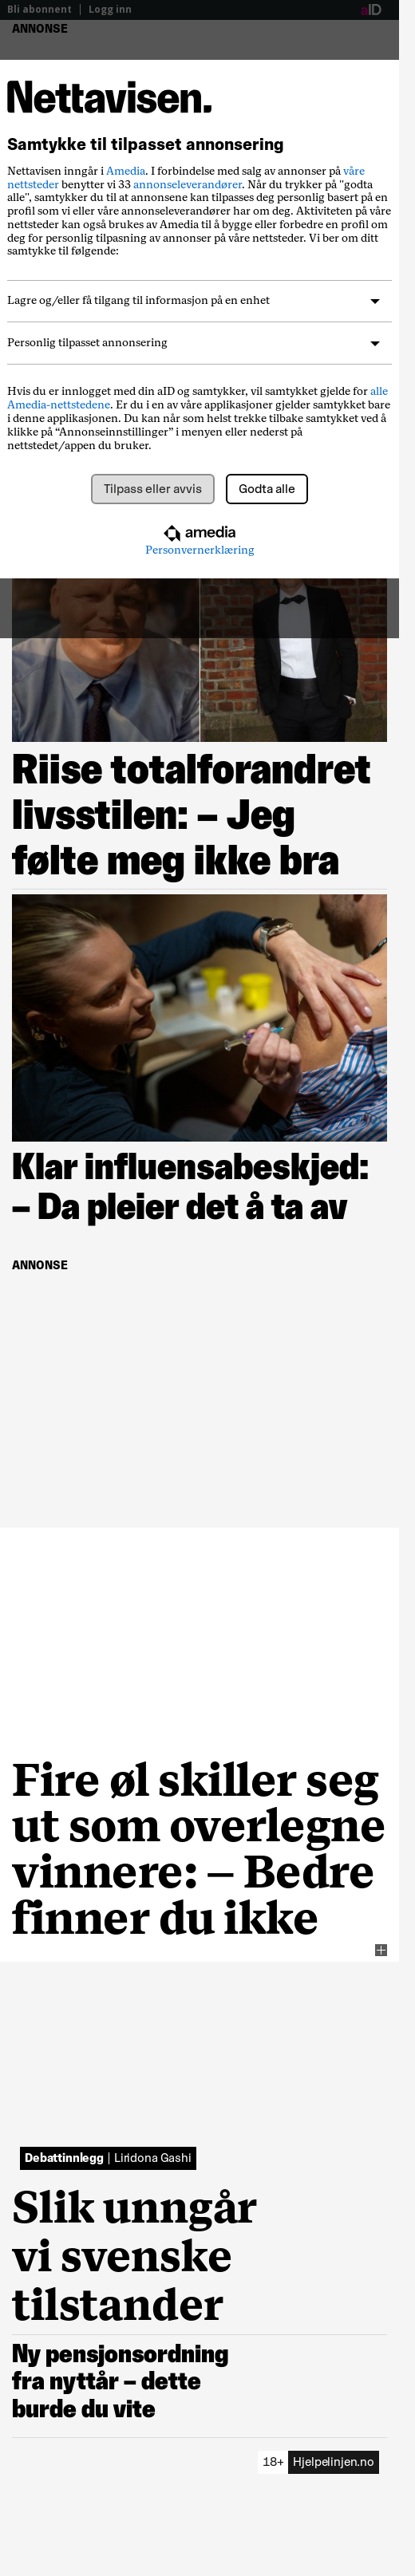 Bli abonnent | Logg inn aID
ANNONSE
Nettavisen.
Samtykke til tilpasset annonsering
Nettavisen inngår i Amedia. I forbindelse med salg av annonser på våre
nettsteder benytter vi 33 annonseleverandører. Når du trykker på "godta
alle", samtykker du til at annonsene kan tilpasses deg personlig basert på en
profil som vi eller våre annonseleverandører har om deg. Aktiviteten på våre
nettsteder kan også brukes av Amedia til å bygge eller forbedre en profil om
deg for personlig tilpasning av annonser på våre nettsteder. Vi ber om ditt
samtykke til følgende:
Lagre og/eller få tilgang til informasjon på en enhet
Personlig tilpasset annonsering
Hvis du er innlogget med din aID og samtykker, vil samtykket gjelde for alle
Amedia-nettstedene. Er du i en av våre applikasjoner gjelder samtykket bare
i denne applikasjonen. Du kan når som helst trekke tilbake samtykket ved å
klikke på “Annonseinnstillinger” i menyen eller nederst på
nettstedet/appen du bruker.
Tilpass eller avvis Godta alle
amedia
Personvernerklæring
Riise totalforandret
livsstilen: – Jeg
følte meg ikke bra
Klar influensabeskjed:
– Da pleier det å ta av
ANNONSE
Fire øl skiller seg
ut som overlegne
vinnere: – Bedre
finner du ikke
Debattinnlegg | Liridona Gashi
Slik unngår
vi svenske
tilstander
Ny pensjonsordning
fra nyttår – dette
burde du vite
18+ Hjelpelinjen.no